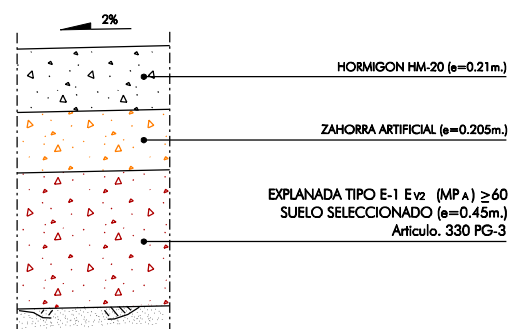 2%
HORMIGON HM-20 (e=0.21m.)
ZAHORRA ARTIFICIAL (e=0.205m.)
EXPLANADA TIPO E-1 EV2 (MPA) ≥60
SUELO SELECCIONADO (e=0.45m.)
Articulo. 330 PG-3